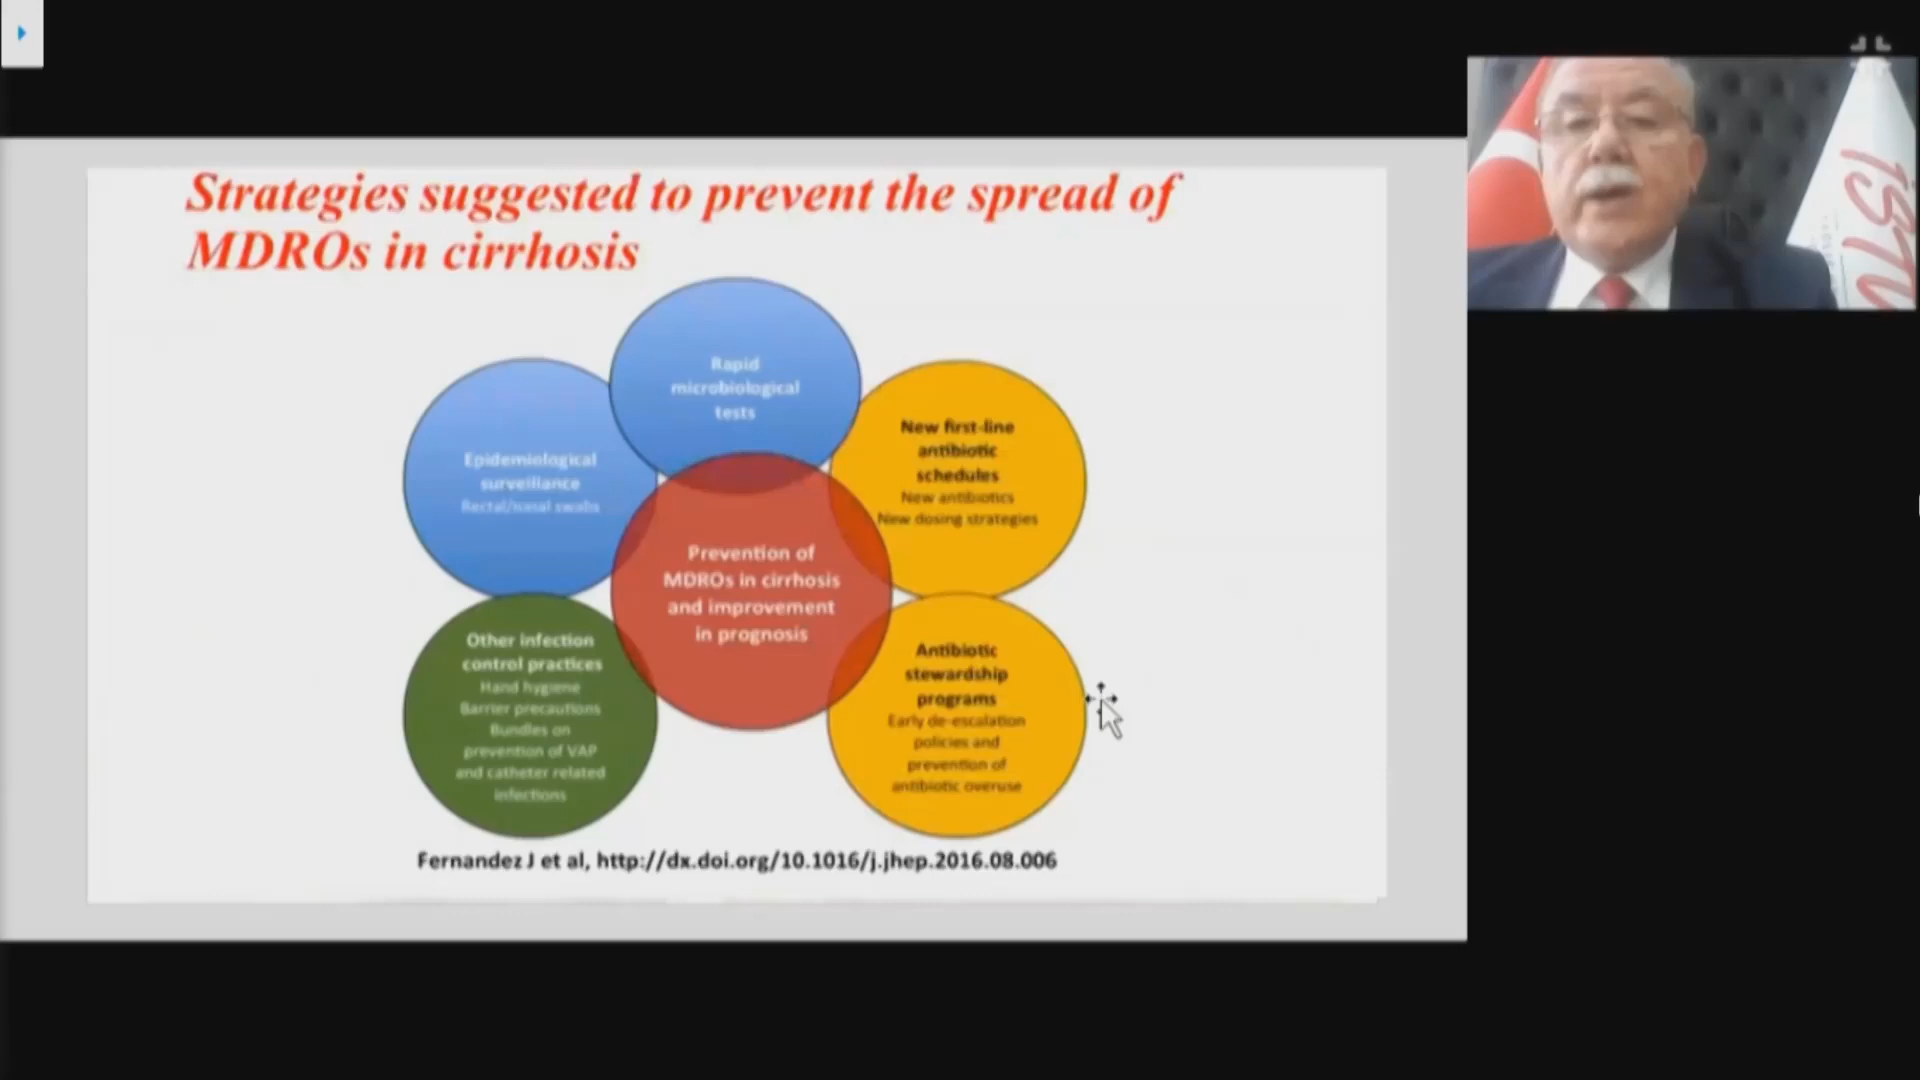 Strategies suggested to prevent the spread of
MDROs in cirrhosis
Rapid
microbiological
tests
Epidemiological
surveillance
Rectal/nasal swabs
New first-line
antibiotic
schedules
New antibiotics
New dosing strategies
Prevention of
MDROs in cirrhosis
and improvement
in prognosis
Other infection
control practices
Hand hygiene
Barrier precautions
Bundles on
prevention of VAP
and catheter related
infections
Antibiotic
stewardship
programs
Early de-escalation
policies and
prevention of
antibiotic overuse
Fernandez J et al, http://dx.doi.org/10.1016/j.jhep.2016.08.006